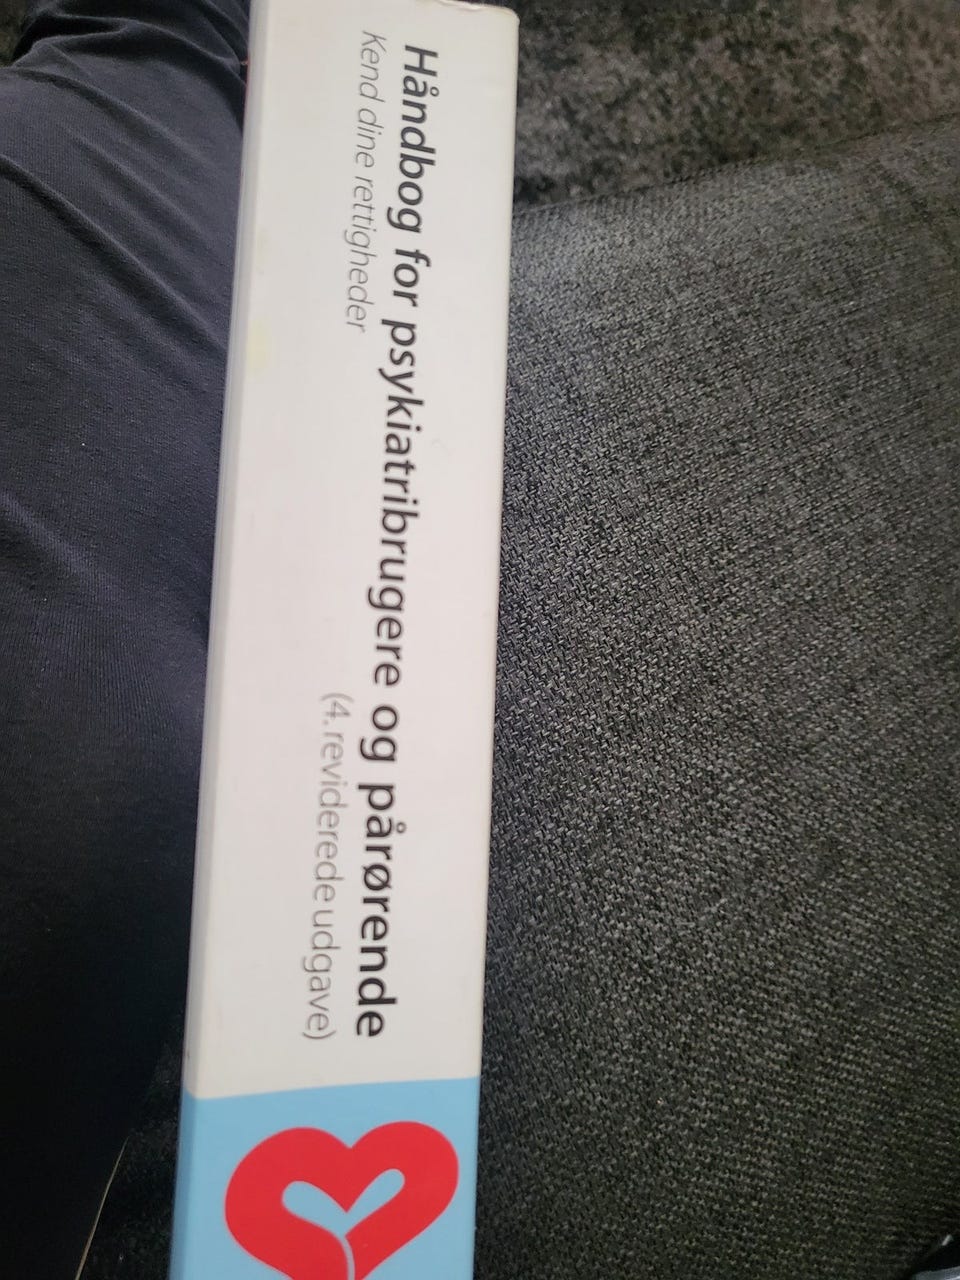 Håndbog for psykiatribrugere og pårørende
Kend dine rettigheder
(4. reviderede udgave)